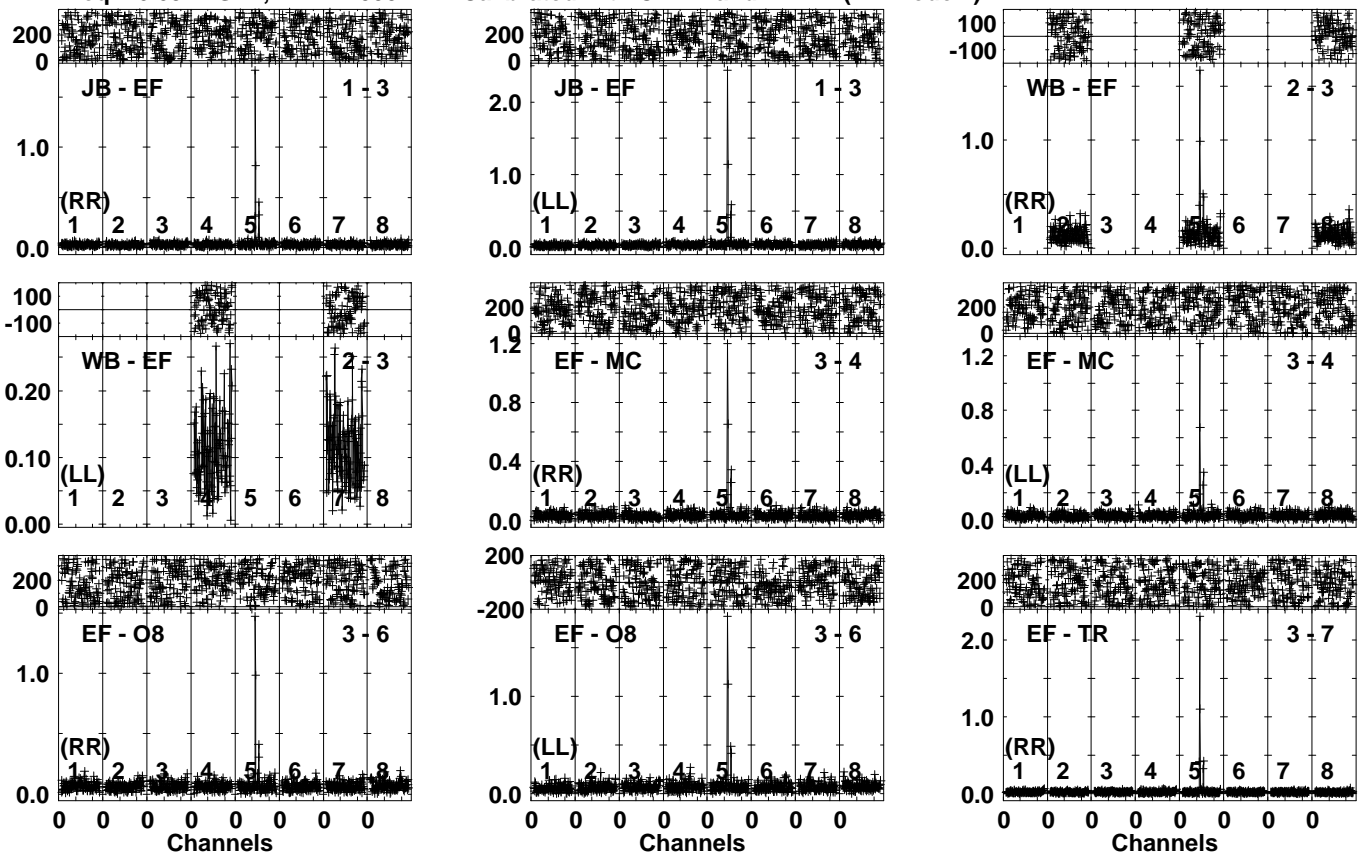 200 200 100
0 0 -100
JB - EF 1 - 3 JB - EF 1 - 3 WB - EF 2 - 3
2.0
1.0 1.0 1.0
(RR) (LL) (RR)
1 2 3 4 5 6 7 8 1 2 3 4 5 6 7 8 1 2 3 4 5 6 7 8
0.0 0.0 0.0
100 200 200
-100 0 0
WB - EF 2 - 3 EF - MC 3 - 4 EF - MC 3 - 4
1.2 1.2
0.20 0.8 0.8
0.10 0.4 0.4
(LL) (RR) (LL)
1 2 3 4 5 6 7 8 1 2 3 4 5 6 7 8 1 2 3 4 5 6 7 8
0.00 0.0 0.0
200 200 200
0 -200 0
EF - O8 3 - 6 EF - O8 3 - 6 EF - TR 3 - 7
2.0
1.0 1.0 1.0
(RR) (LL) (RR)
1 2 3 4 5 6 7 8 1 2 3 4 5 6 7 8 1 2 3 4 5 6 7 8
0.0 0.0 0.0
0 0 0 0 0 0 0 0 0 0 0 0 0 0 0 0 0 0 0 0 0 0 0 0
Channels Channels Channels